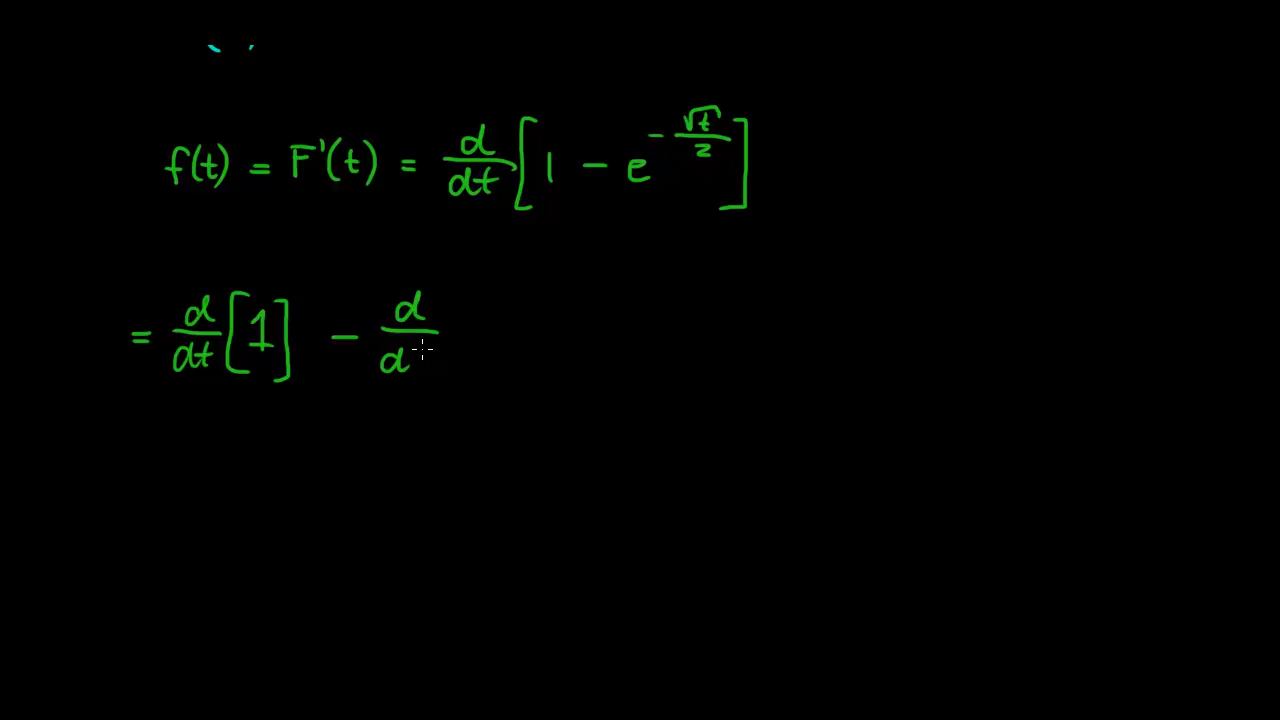 f(t) = F'(t) = d/dt [1 - e^(-√t/2)]
= d/dt [1] - d/d